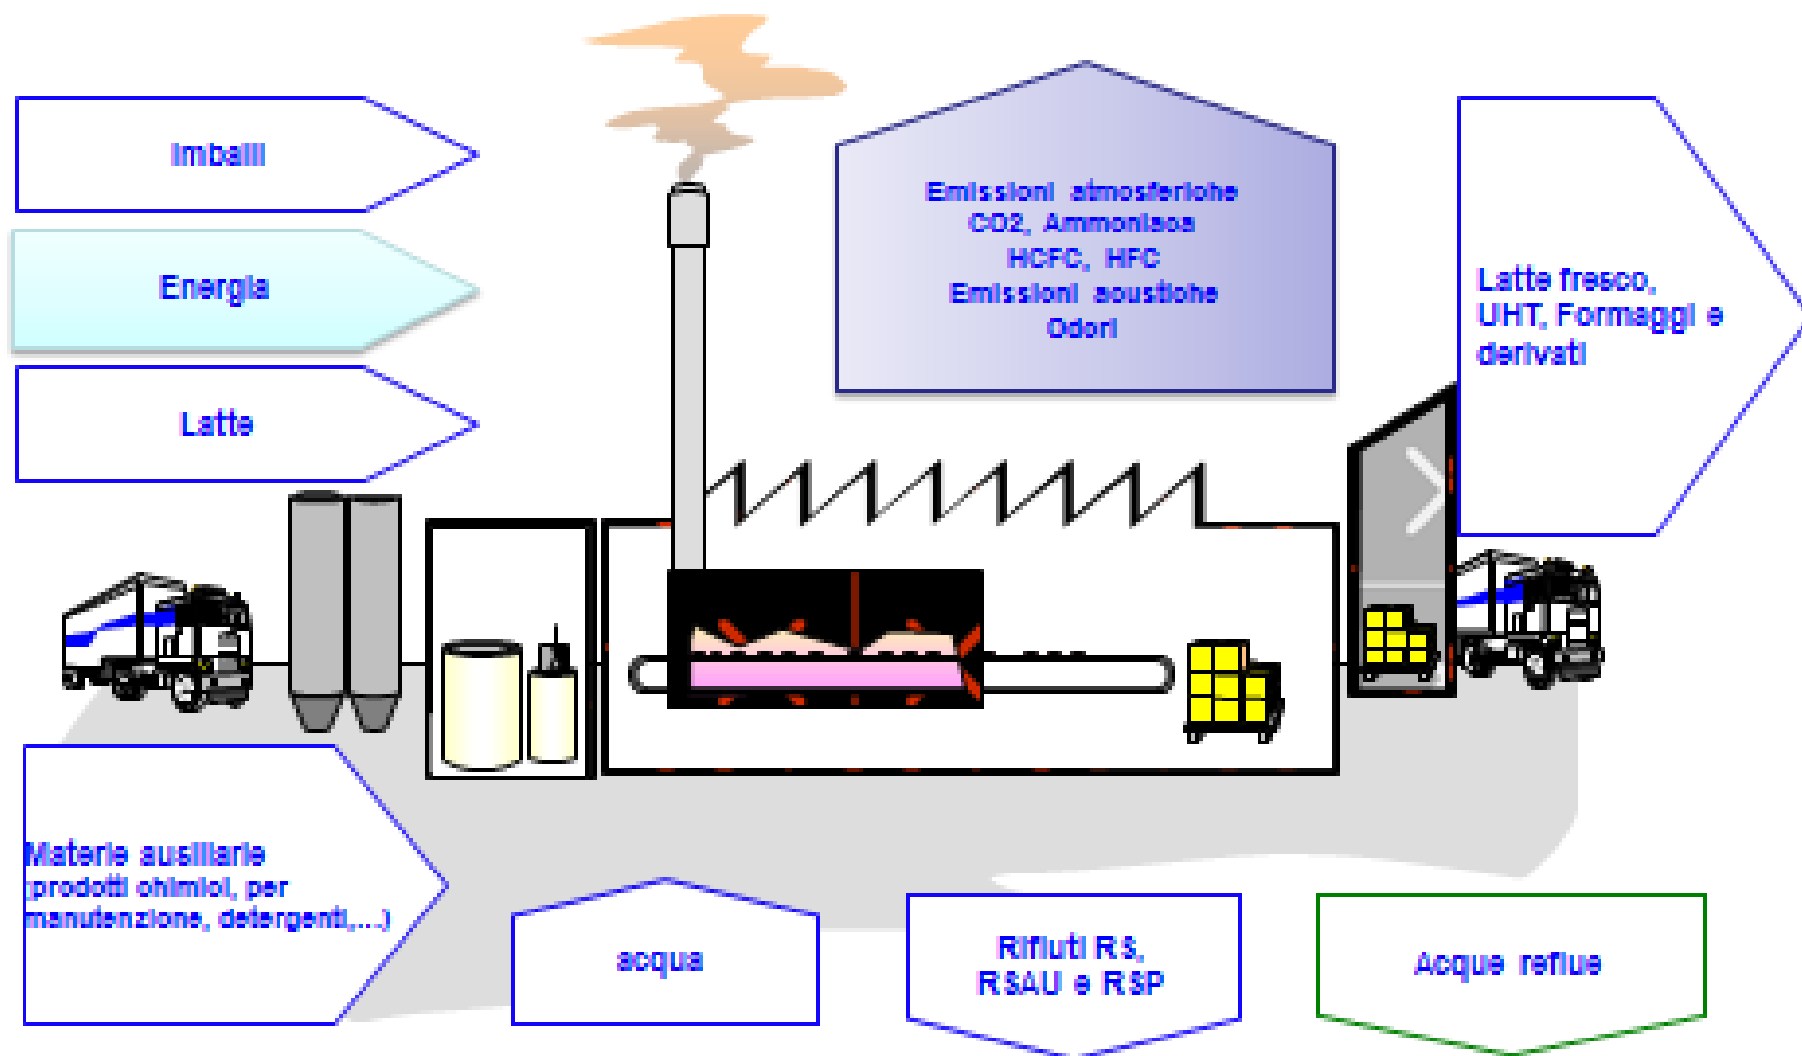 Imballi
Energia
Latte
Emissioni atmosferiche
CO2, Ammoniaca
HCFC, HFC
Emissioni acustiche
Odori
Latte fresco,
UHT, Formaggi e
derivati
Materie ausiliarie
(prodotti chimici, per
manutenzione, detergenti,...)
acqua
Rifiuti RS,
RSAU e RSP
Acque reflue